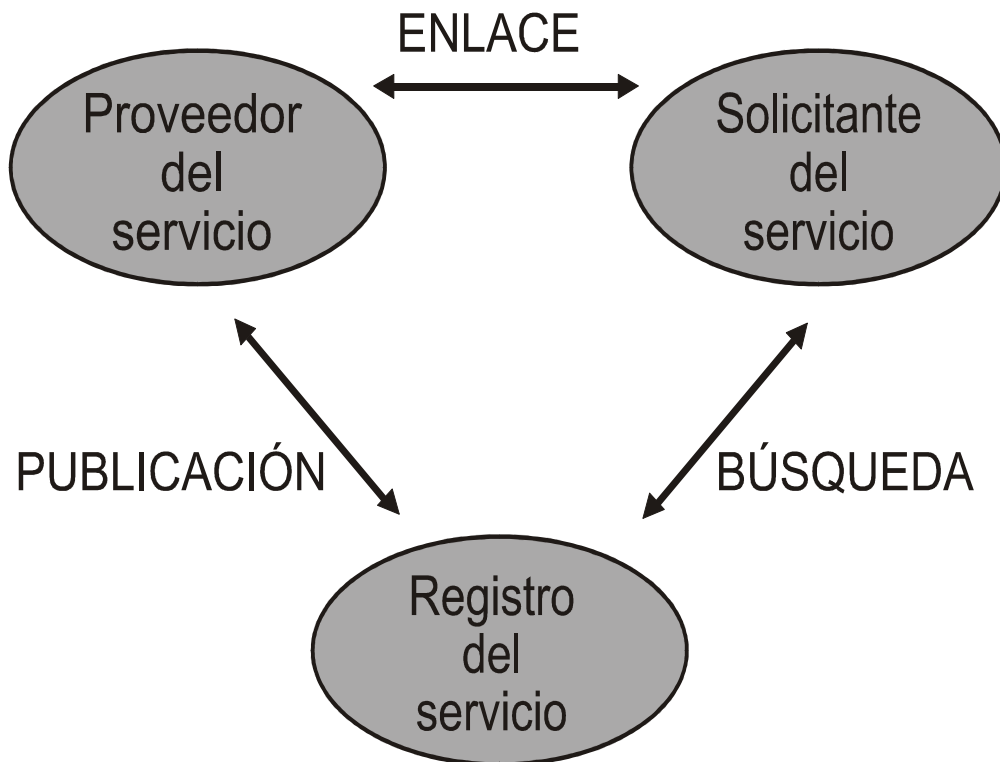 ENLACE
Proveedor
del
servicio
Solicitante
del
servicio
PUBLICACIÓN
BÚSQUEDA
Registro
del
servicio